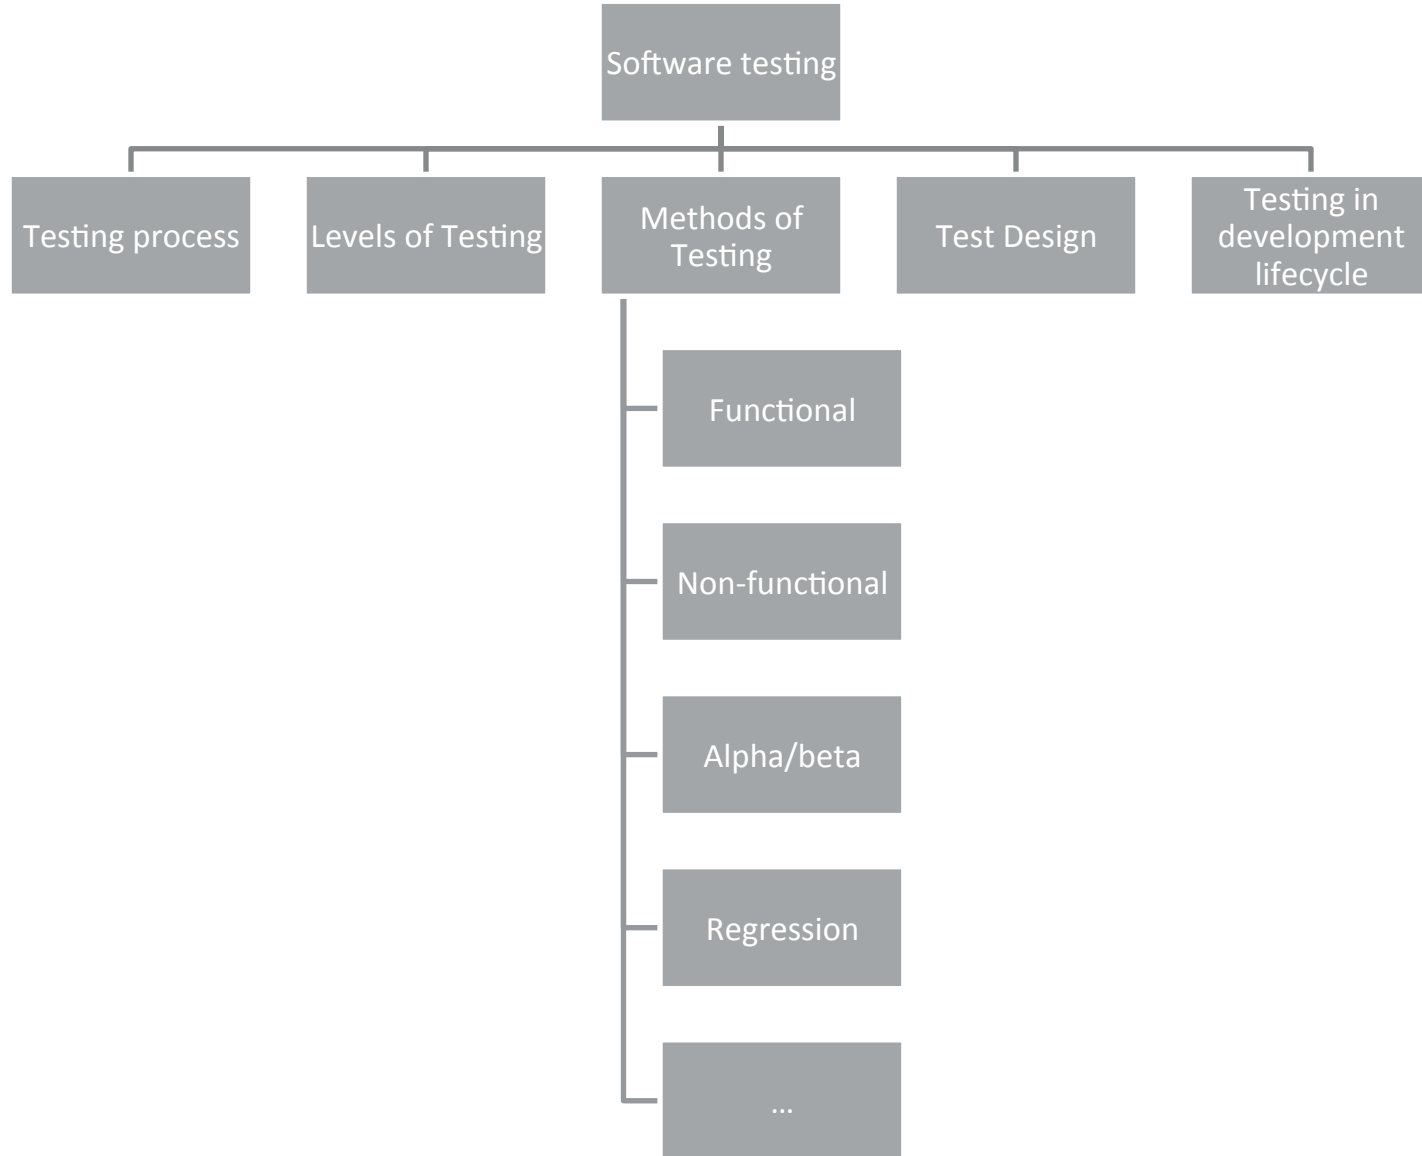 Software testing
Testing process
Levels of Testing
Methods of
Testing
Test Design
Testing in
development
lifecycle
Functional
Non-functional
Alpha/beta
Regression
...